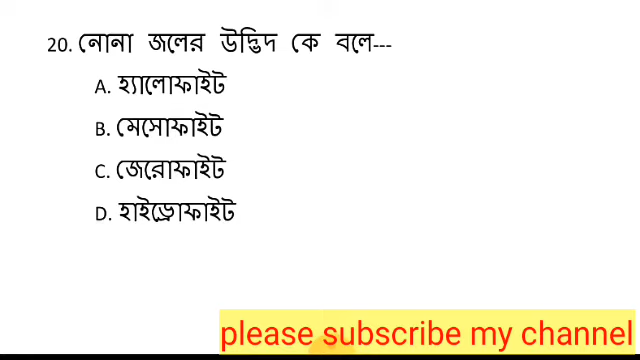 20. নোনা জলের উদ্ভিদ কে বলে---
A. হ্যালোফাইট
B. মেসোফাইট
C. জেরোফাইট
D. হাইড্রোফাইট
please subscribe my channel